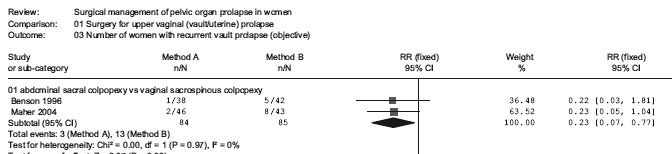 Review: Surgical management of pelvic organ prolapse in women
Comparison: 01 Surgery for upper vaginal (vault/uterine) prolapse
Outcome: 03 Number of women with recurrent vault prolapse (objective)
Study Method A Method B RR (fixed) Weight RR (fixed)
or sub-category n/N n/N 95% CI % 95% CI
01 abdominal sacral colpopexy vs vaginal sacrospinous colpopexy
Benson 1996 1/38 5/42 36.48 0.22 [0.03, 1.81]
Maher 2004 2/46 8/43 63.52 0.23 [0.05, 1.04]
Subtotal (95% CI) 84 85 100.00 0.23 [0.07, 0.77]
Total events: 3 (Method A), 13 (Method B)
Test for heterogeneity: Chi² = 0.00, df = 1 (P = 0.97), I² = 0%